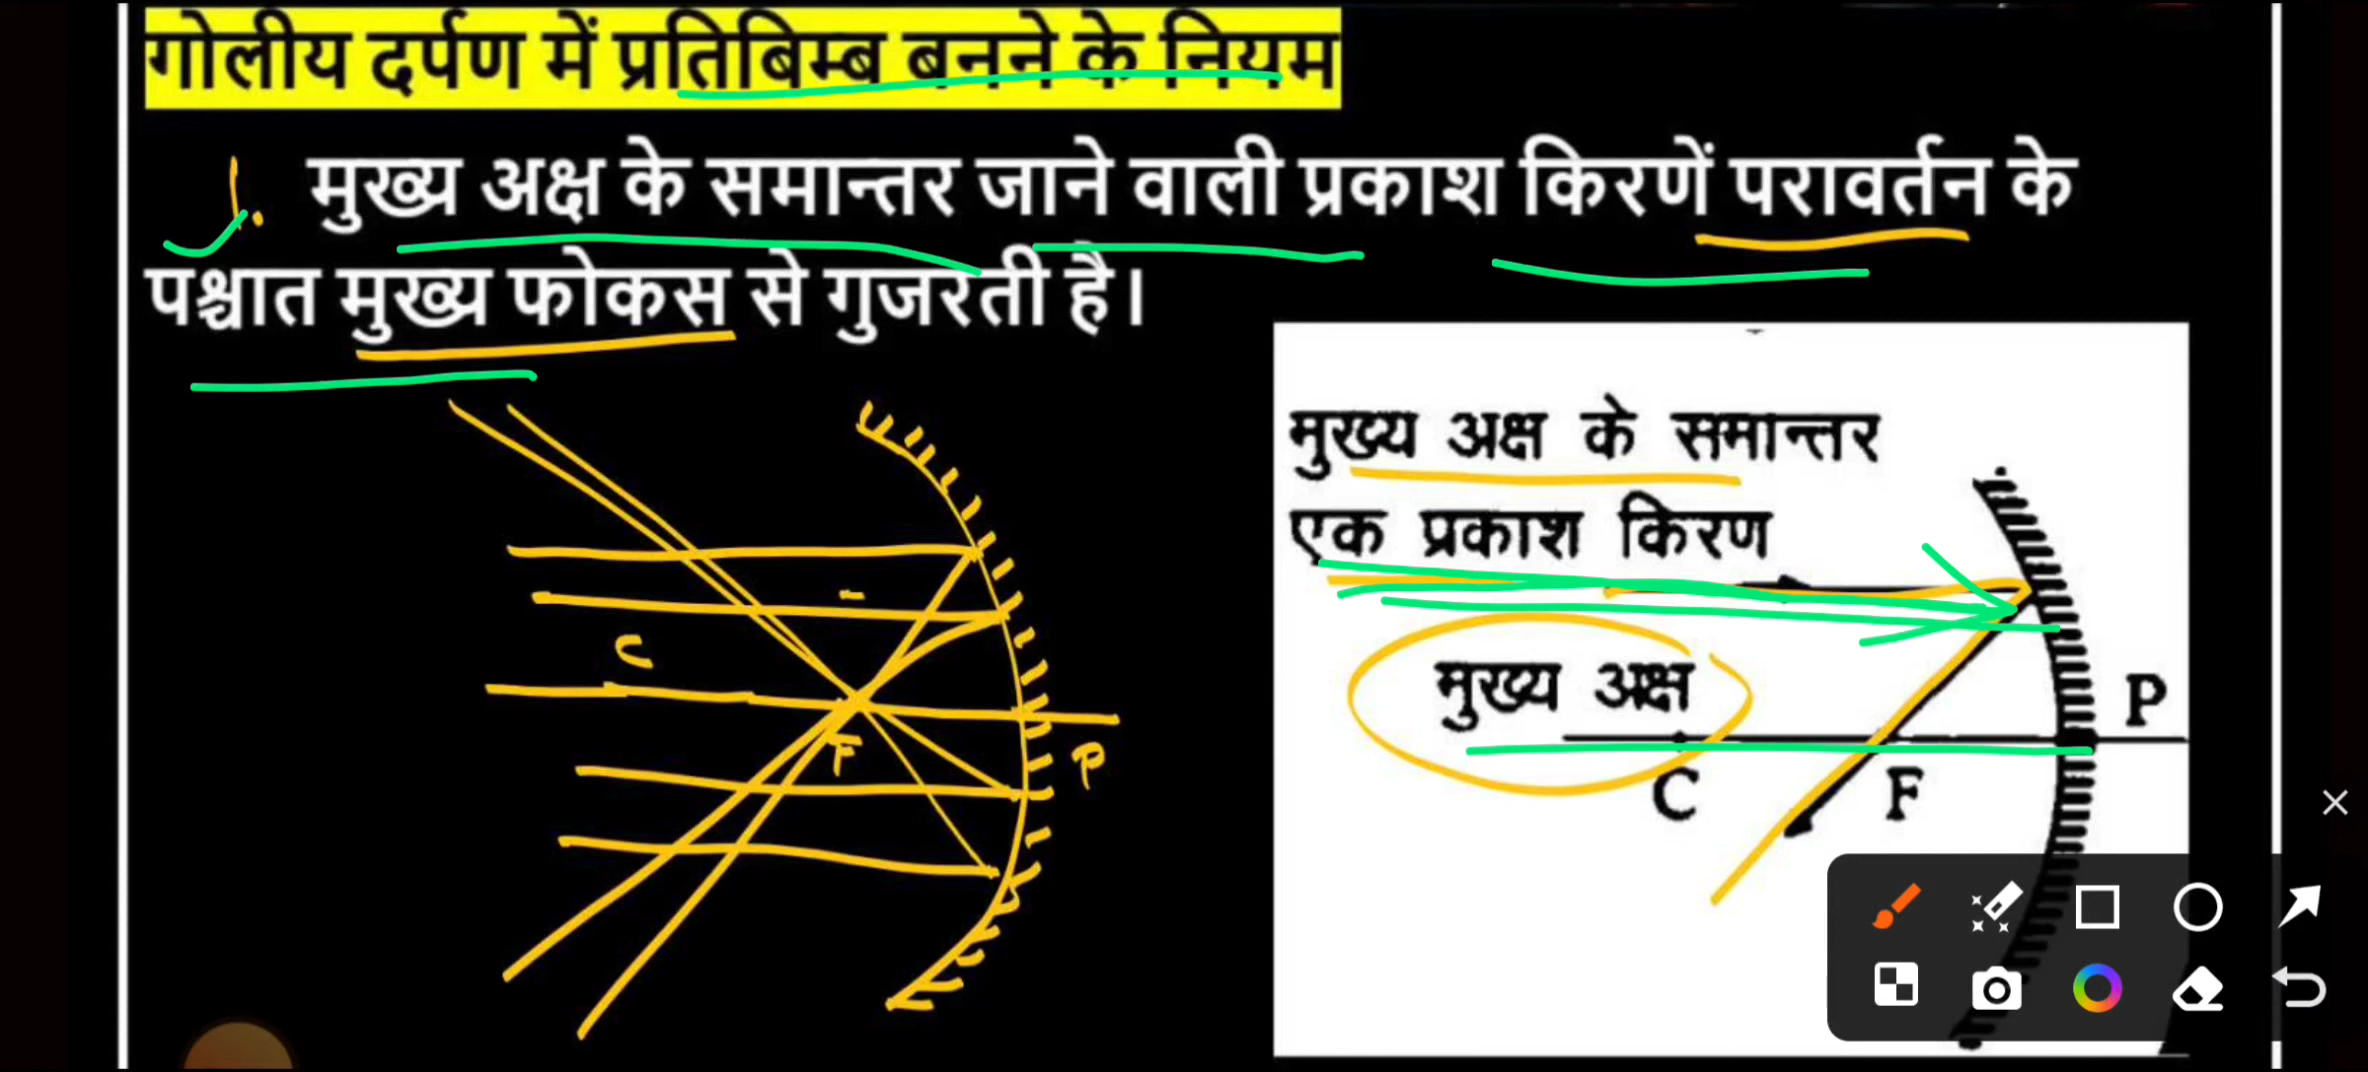 गोलीय दर्पण में प्रतिबिम्ब बनने के नियम
1. मुख्य अक्ष के समान्तर जाने वाली प्रकाश किरणें परावर्तन के
पश्चात मुख्य फोकस से गुजरती है।
C
F
P
मुख्य अक्ष के समान्तर
एक प्रकाश किरण
मुख्य अक्ष
P
C
F